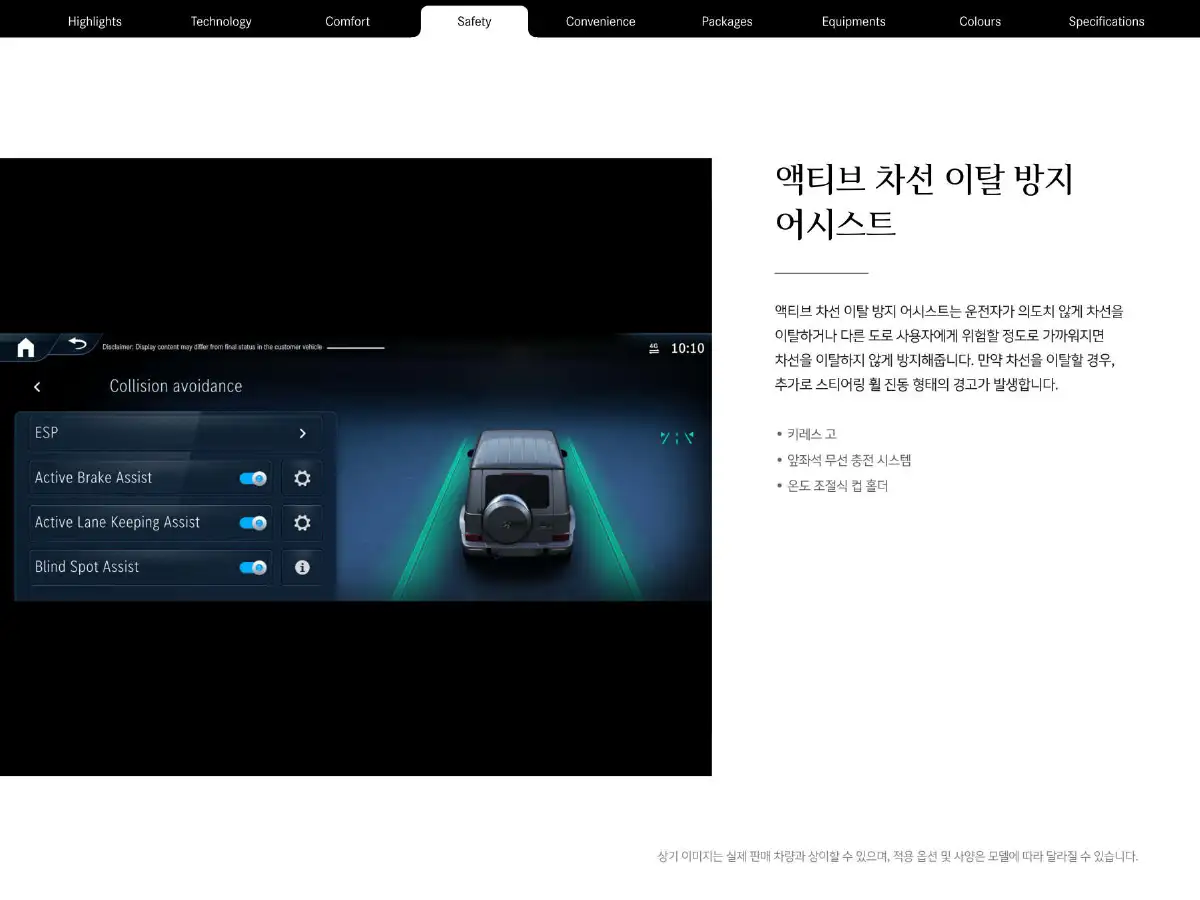 Highlights
Technology
Comfort
Safety
Convenience
Packages
Equipments
Colours
Specifications
액티브 차선 이탈 방지
어시스트
액티브 차선 이탈 방지 어시스트는 운전자가 의도치 않게 차선을
이탈하거나 다른 도로 사용자에게 위험할 정도로 가까워지면
차선을 이탈하지 않게 방지해줍니다. 만약 차선을 이탈할 경우,
추가로 스티어링 휠 진동 형태의 경고가 발생합니다.
• 키레스 고
• 앞좌석 무선 충전 시스템
• 온도 조절식 컵 홀더
Disclaimer: Display content may differ from final status in the customer vehicle
4G
10:10
Collision avoidance
ESP
Active Brake Assist
Active Lane Keeping Assist
Blind Spot Assist
상기 이미지는 실제 판매 차량과 상이할 수 있으며, 적용 옵션 및 사양은 모델에 따라 달라질 수 있습니다.